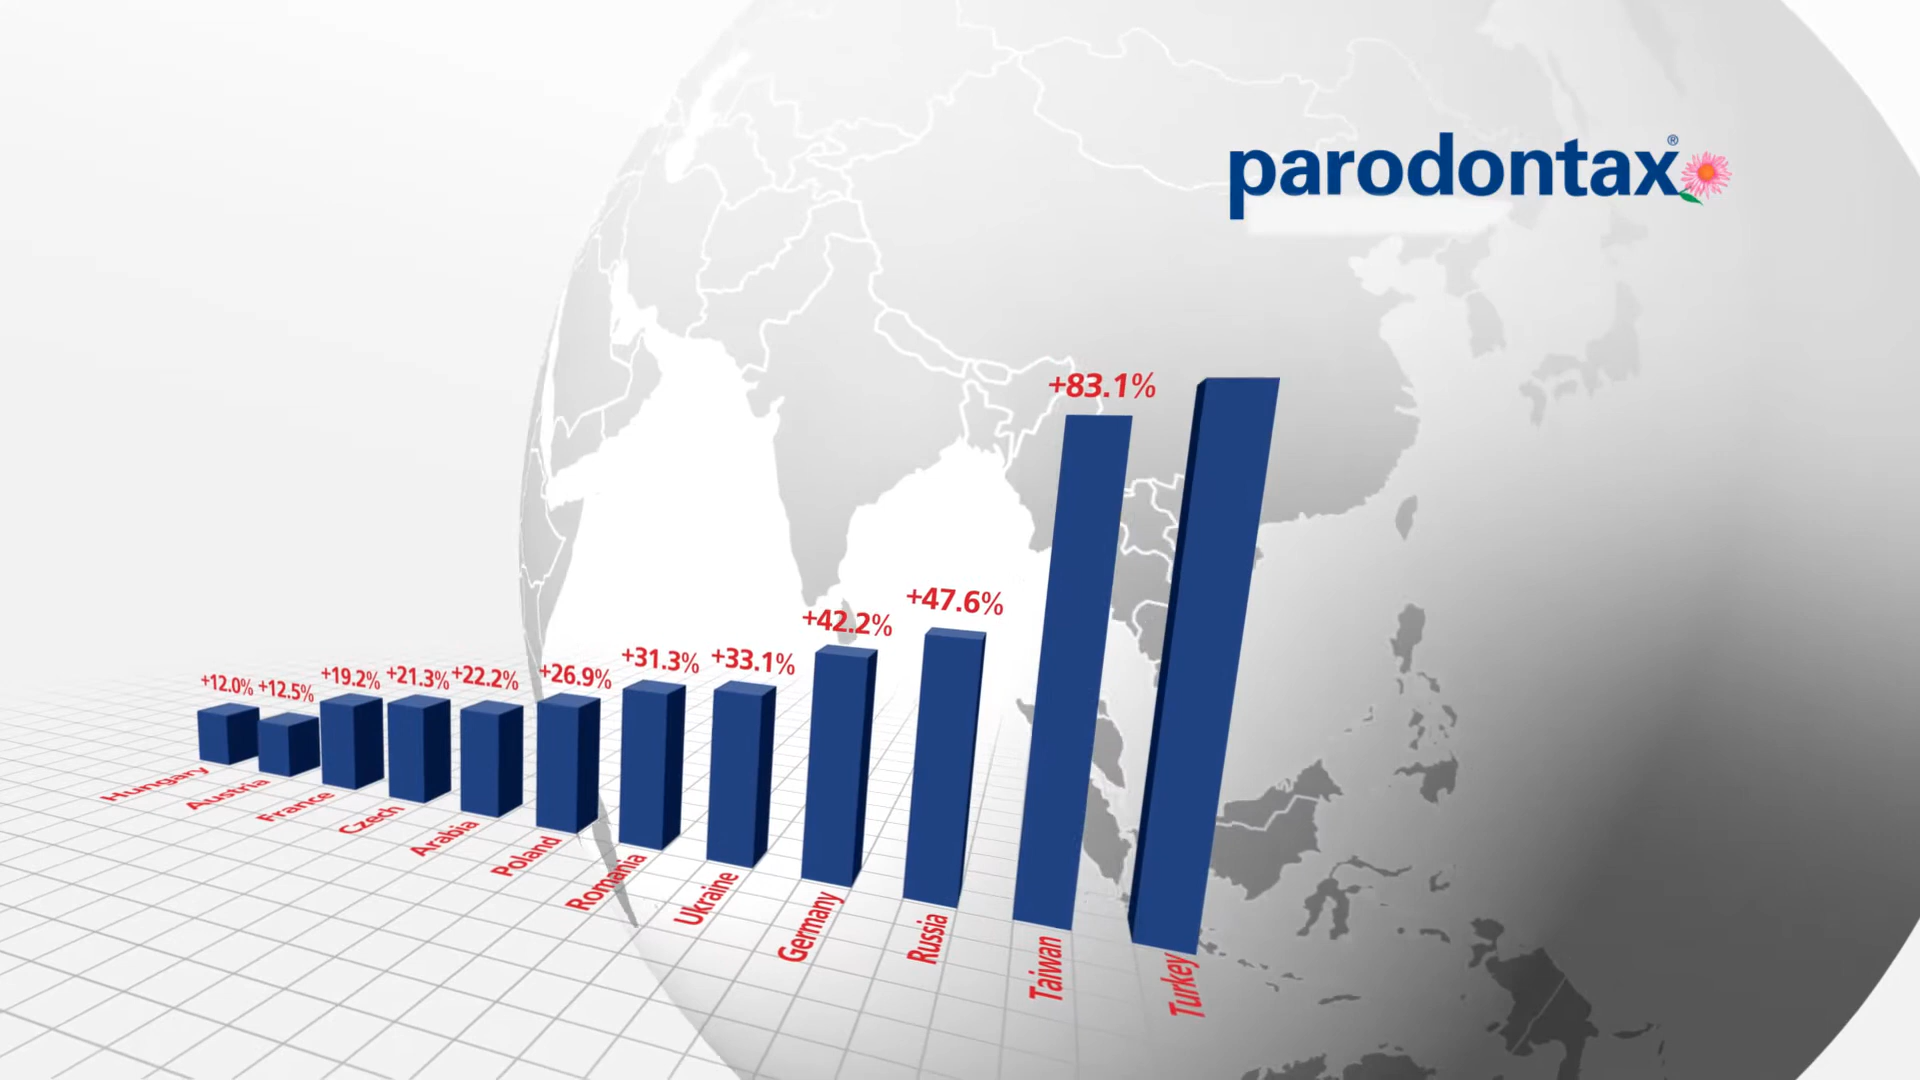 parodontax®
+12.0%
+12.5%
+19.2%
+21.3%
+22.2%
+26.9%
+31.3%
+33.1%
+42.2%
+47.6%
+83.1%
Hungary
Austria
France
Czech
Arabia
Poland
Romania
Ukraine
Germany
Russia
Taiwan
Turkey